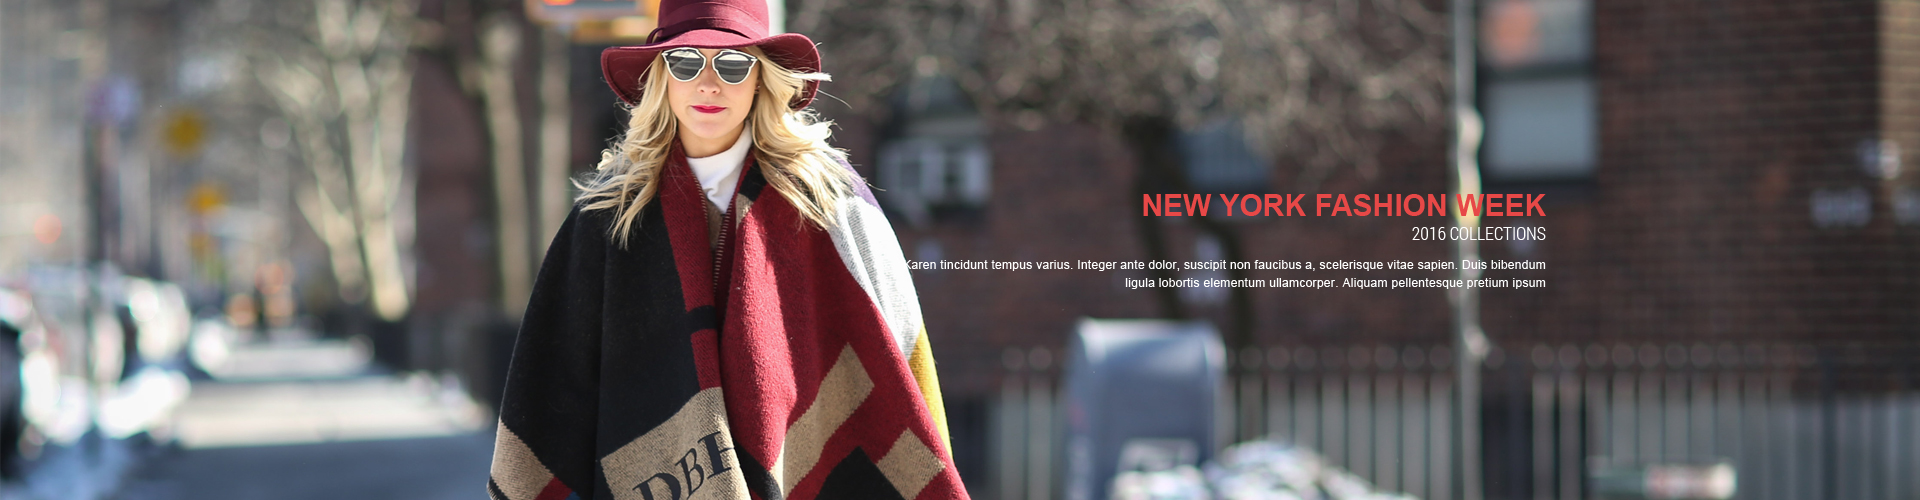 NEW YORK FASHION WEEK
2016 COLLECTIONS
Karen tincidunt tempus varius. Integer ante dolor, suscipit non faucibus a, scelerisque vitae sapien. Duis bibendum
ligula lobortis elementum ullamcorper. Aliquam pellentesque pretium ipsum
DBH